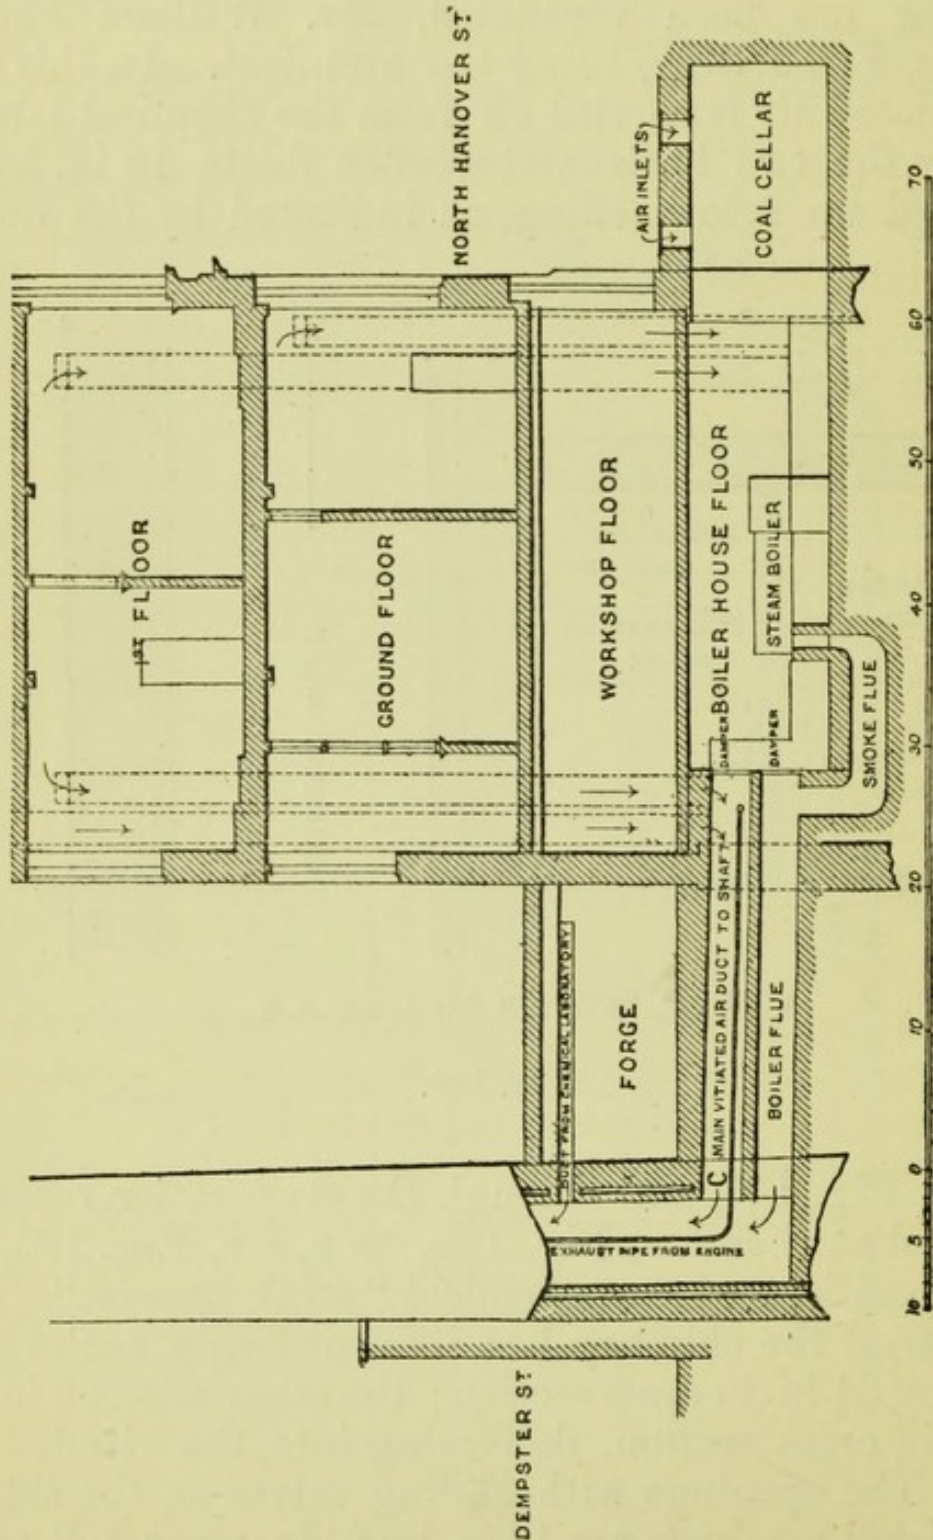 NORTH HANOVER ST.
DEMPSTER ST.
1ST FLOOR
GROUND FLOOR
WORKSHOP FLOOR
BOILER HOUSE FLOOR
AIR INLETS
COAL CELLAR
STEAM BOILER
DAMPER
DAMPER
SMOKE FLUE
FORGE
DUCT FROM CHEMICAL LABORATORY
MAIN VITIATED AIR DUCT TO SHAFT
C
BOILER FLUE
EXHAUST PIPE FROM ENGINE
10 5 0 10 20 30 40 50 60 70